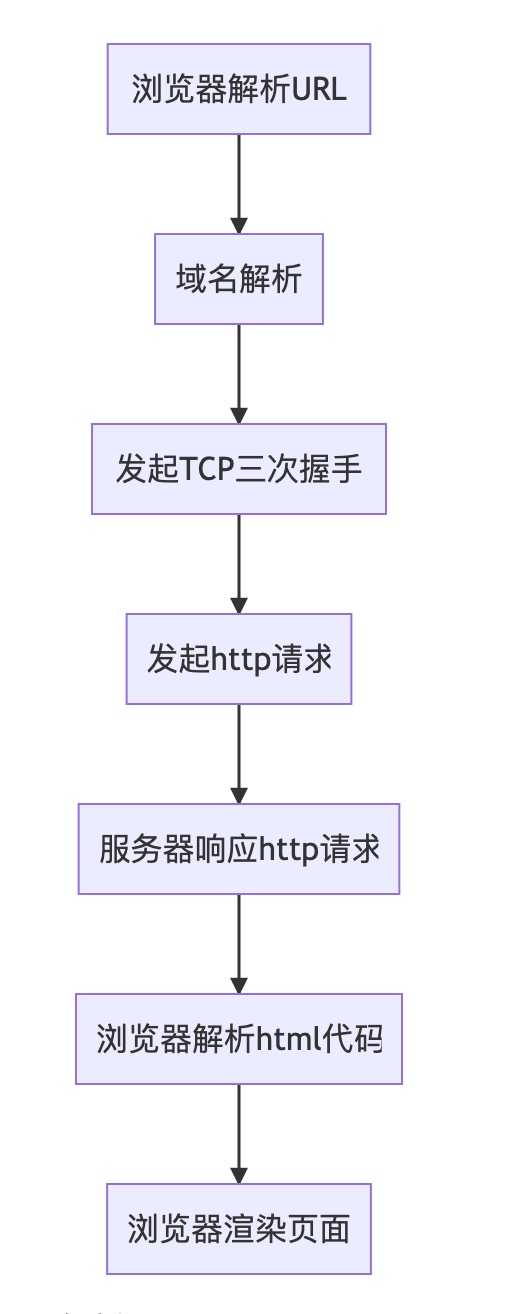 浏览器解析URL
域名解析
发起TCP三次握手
发起http请求
服务器响应http请求
浏览器解析html代码
浏览器渲染页面